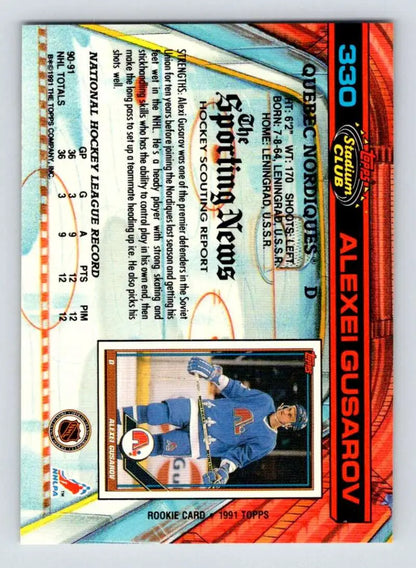 330
Topps
Stadium
CLUB
ALEXEI GUSAROV
QUEBEC NORDIQUES D
HT: 6'2" WT: 170 SHOOTS: LEFT
BORN: 7-8-64, LENINGRAD, U.S.S.R.
HOME: LENINGRAD, U.S.S.R.
The
Sporting News
HOCKEY SCOUTING REPORT
STRENGTHS: Alexi Gusarov was one of the premier defenders in the Soviet
Union for ten years before joining the Nordiques last season and getting his
feet wet in the NHL. He's a heady player with strong skating and
stickhandling skills who has the ability to control play in his own end, then
make the long pass to set up a teammate heading up ice. He also picks his
shots well.
NATIONAL HOCKEY LEAGUE RECORD
GP G A PTS PIM
90-91 36 3 9 12 12
NHL TOTALS 36 3 9 12 12
©1991 THE TOPPS COMPANY, INC.
Topps
D
ALEXEI GUSAROV
ROOKIE CARD • 1991 TOPPS
NHL
NHLPA
TM